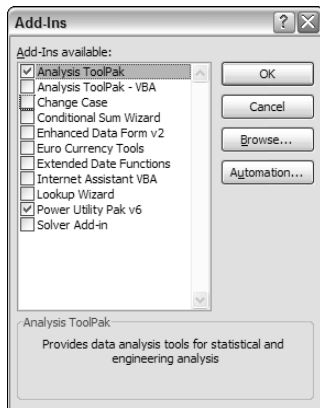 Add-Ins
Add-Ins available:
Analysis ToolPak
Analysis ToolPak - VBA
Change Case
Conditional Sum Wizard
Enhanced Data Form v2
Euro Currency Tools
Extended Date Functions
Internet Assistant VBA
Lookup Wizard
Power Utility Pak v6
Solver Add-in
OK
Cancel
Browse...
Automation...
Analysis ToolPak
Provides data analysis tools for statistical and
engineering analysis